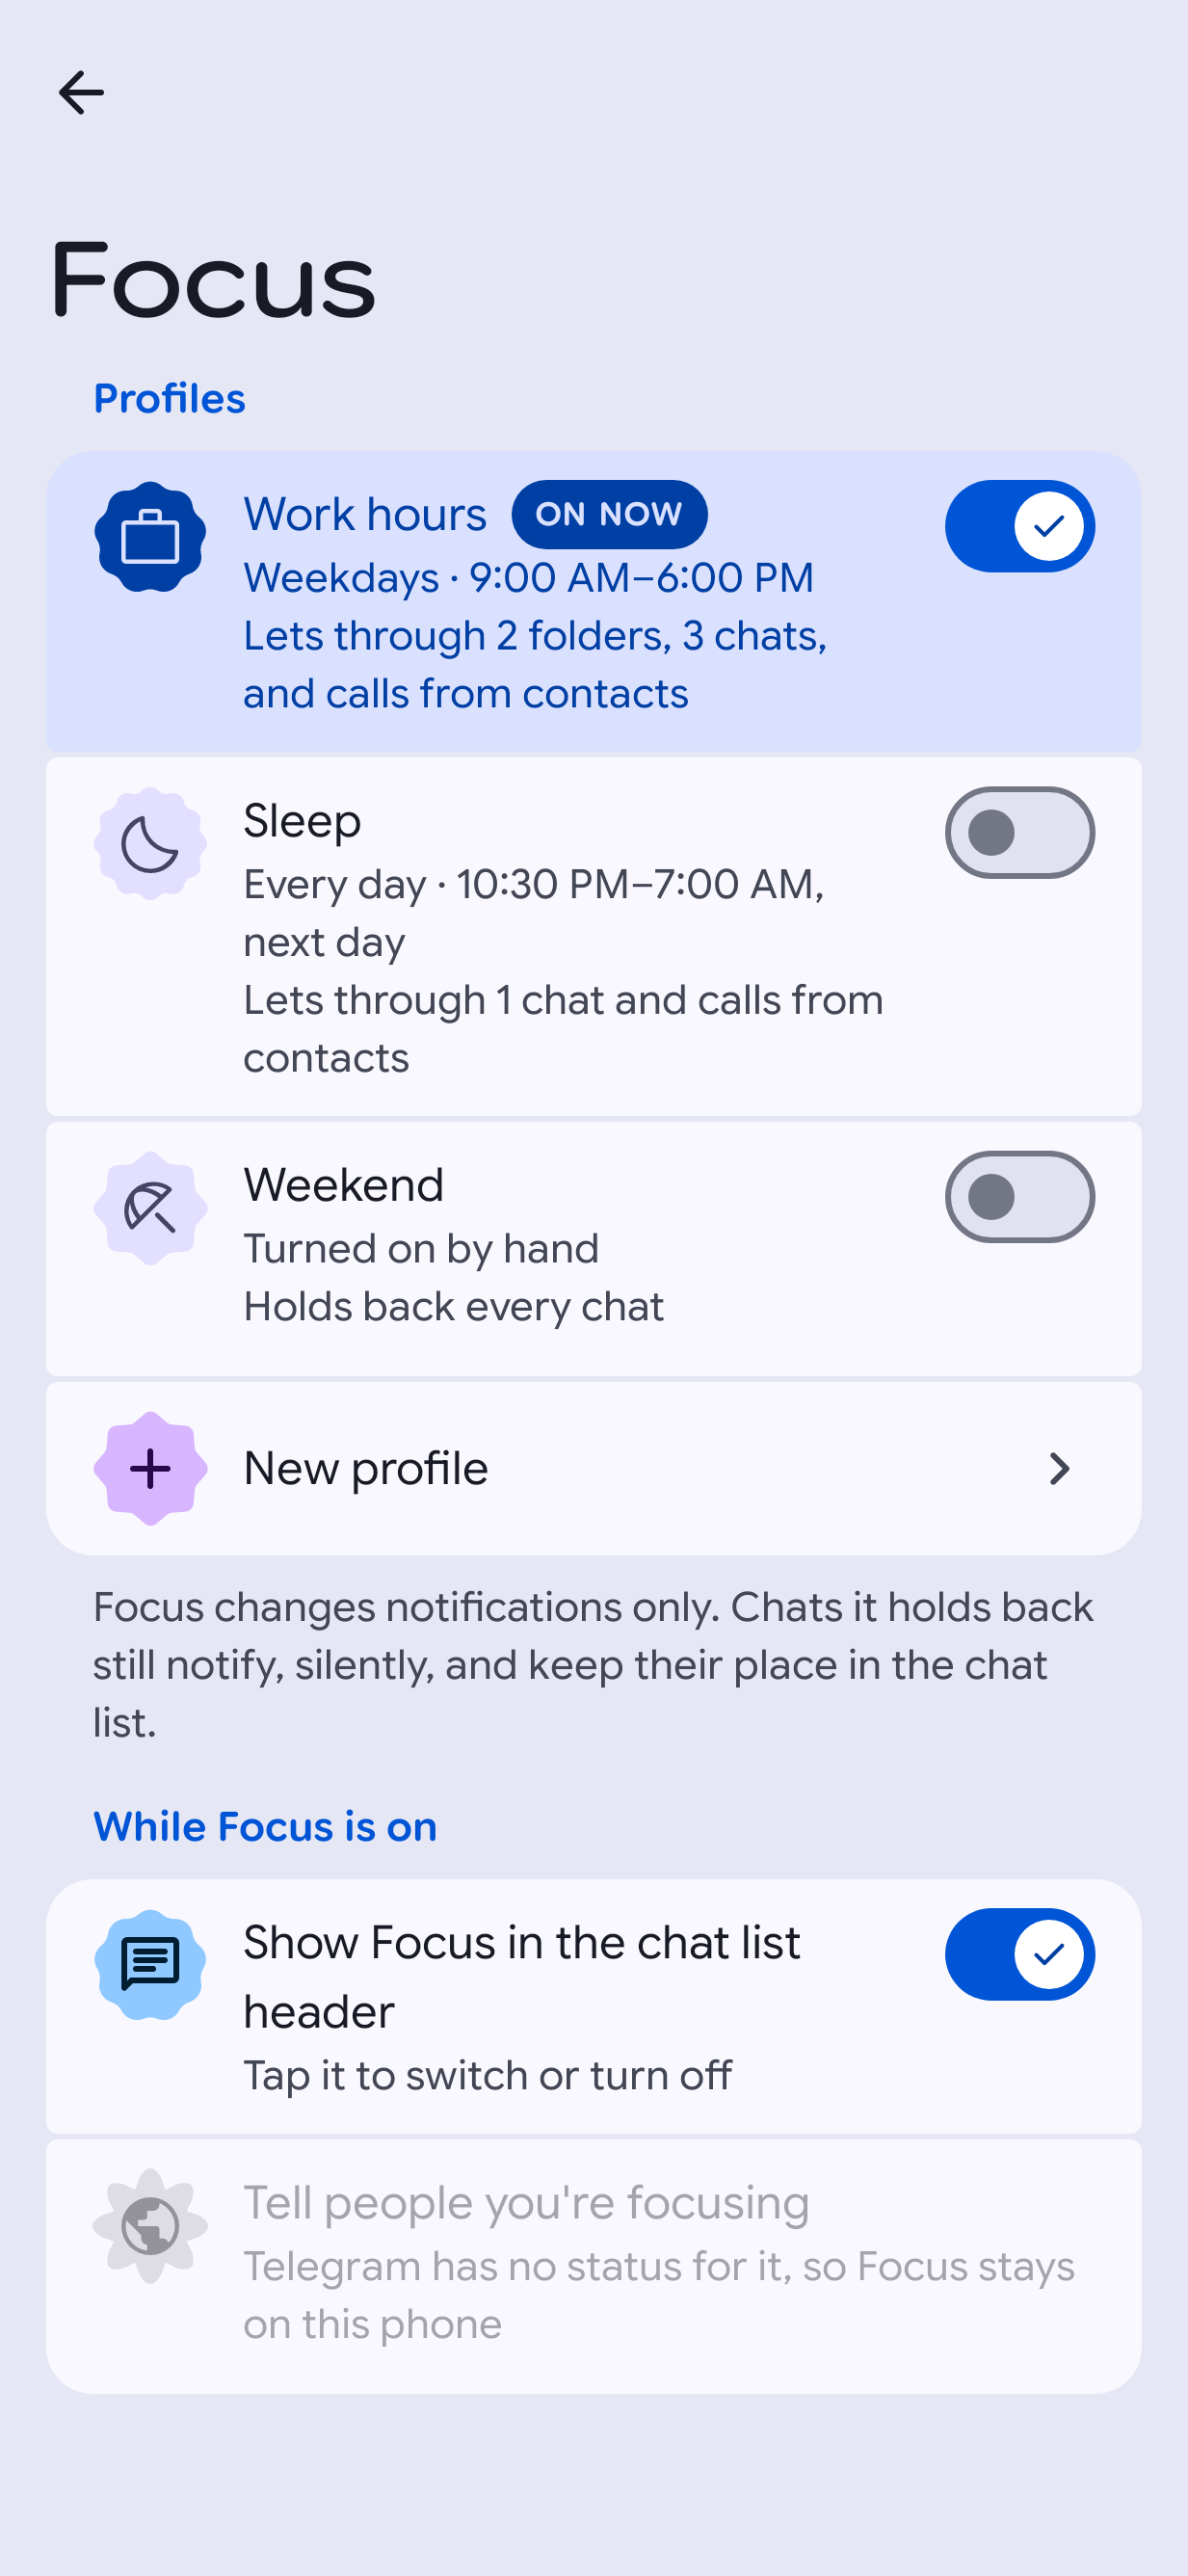 Focus
Profiles
Work hours ON NOW
Weekdays · 9:00 AM–6:00 PM
Lets through 2 folders, 3 chats,
and calls from contacts
Sleep
Every day · 10:30 PM–7:00 AM,
next day
Lets through 1 chat and calls from
contacts
Weekend
Turned on by hand
Holds back every chat
New profile
Focus changes notifications only. Chats it holds back
still notify, silently, and keep their place in the chat
list.
While Focus is on
Show Focus in the chat list
header
Tap it to switch or turn off
Tell people you're focusing
Telegram has no status for it, so Focus stays
on this phone